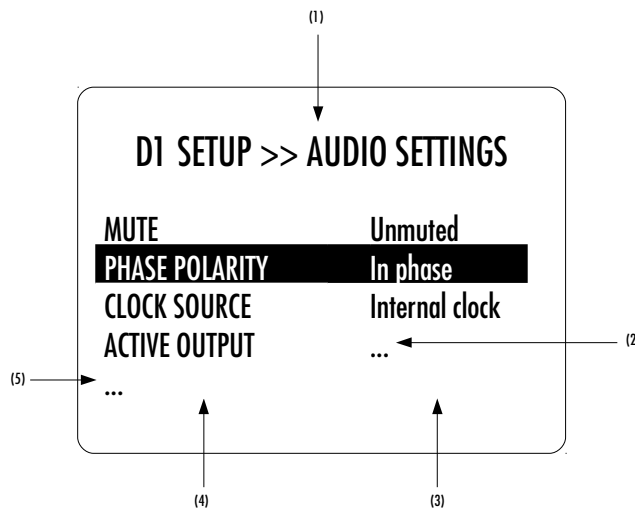 (1)
D1 SETUP >> AUDIO SETTINGS
MUTE Unmuted
PHASE POLARITY In phase
CLOCK SOURCE Internal clock
ACTIVE OUTPUT ...
(2
(5)
...
(4) (3)